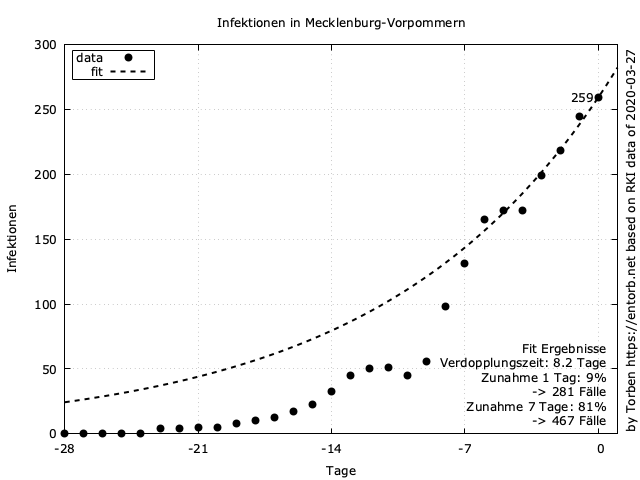 Infektionen in Mecklenburg-Vorpommern
300
250
200
150
100
50
0
-28
-21
-14
-7
0
Infektionen
Tage
data
fit
259
Fit Ergebnisse
Verdopplungszeit: 8.2 Tage
Zunahme 1 Tag: 9%
-> 281 Fälle
Zunahme 7 Tage: 81%
-> 467 Fälle
by Torben https://entorb.net based on RKI data of 2020-03-27